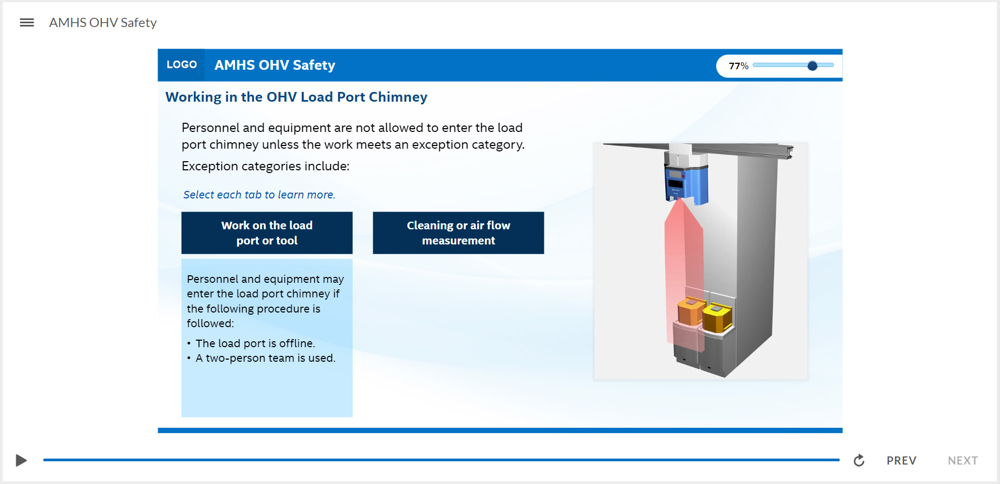 AMHS OHV Safety
LOGO
AMHS OHV Safety
77%
Working in the OHV Load Port Chimney
Personnel and equipment are not allowed to enter the load
port chimney unless the work meets an exception category.
Exception categories include:
Select each tab to learn more.
Work on the load
port or tool
Cleaning or air flow
measurement
Personnel and equipment may
enter the load port chimney if
the following procedure is
followed:
• The load port is offline.
• A two-person team is used.
PREV
NEXT